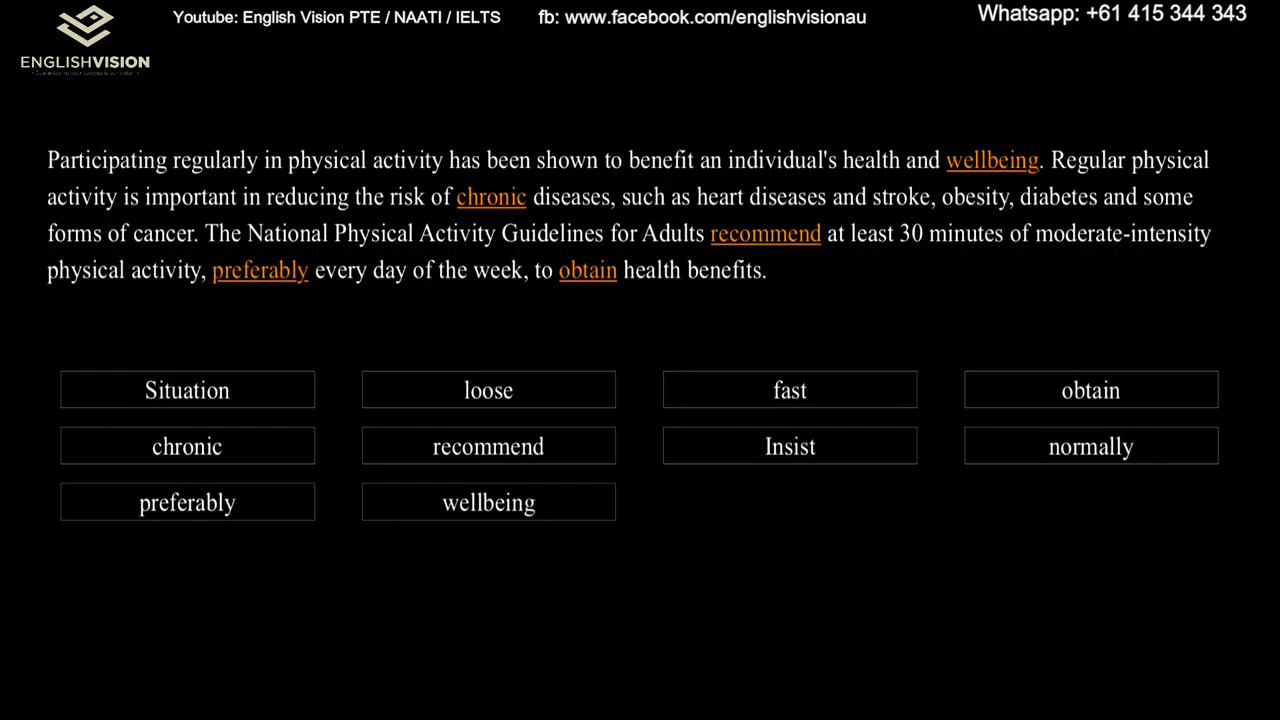 Youtube: English Vision PTE / NAATI / IELTS
fb: www.facebook.com/englishvisionau
Whatsapp: +61 415 344 343
ENGLISHVISION
Participating regularly in physical activity has been shown to benefit an individual's health and wellbeing. Regular physical
activity is important in reducing the risk of chronic diseases, such as heart diseases and stroke, obesity, diabetes and some
forms of cancer. The National Physical Activity Guidelines for Adults recommend at least 30 minutes of moderate-intensity
physical activity, preferably every day of the week, to obtain health benefits.
Situation
loose
fast
obtain
chronic
recommend
Insist
normally
preferably
wellbeing